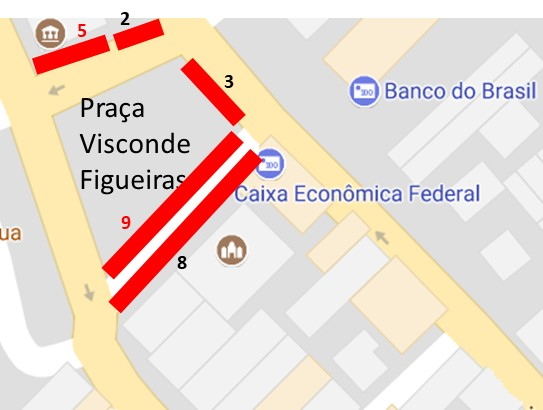 2
5
3
Banco do Brasil
Praça
Visconde
Figueiras
Caixa Econômica Federal
9
ua
8